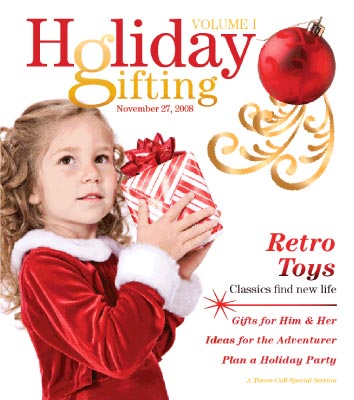 VOLUME I
Holiday
gifting
November 27, 2008
Retro
Toys
Classics find new life
Gifts for Him & Her
Ideas for the Adventurer
Plan a Holiday Party
A Times-Call Special Section